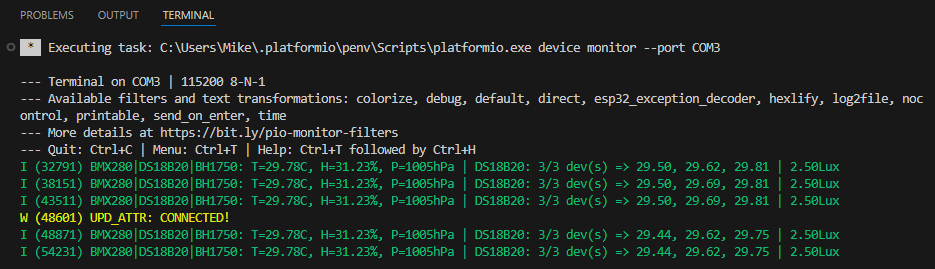 PROBLEMS OUTPUT TERMINAL
* Executing task: C:\Users\Mike\.platformio\penv\Scripts\platformio.exe device monitor --port COM3
--- Terminal on COM3 | 115200 8-N-1
--- Available filters and text transformations: colorize, debug, default, direct, esp32_exception_decoder, hexlify, log2file, noc
ontrol, printable, send_on_enter, time
--- More details at https://bit.ly/pio-monitor-filters
--- Quit: Ctrl+C | Menu: Ctrl+T | Help: Ctrl+T followed by Ctrl+H
I (32791) BMX280|DS18B20|BH1750: T=29.78C, H=31.23%, P=1005hPa | DS18B20: 3/3 dev(s) => 29.50, 29.62, 29.81 | 2.50Lux
I (38151) BMX280|DS18B20|BH1750: T=29.78C, H=31.23%, P=1005hPa | DS18B20: 3/3 dev(s) => 29.50, 29.69, 29.81 | 2.50Lux
I (43511) BMX280|DS18B20|BH1750: T=29.78C, H=31.23%, P=1005hPa | DS18B20: 3/3 dev(s) => 29.50, 29.69, 29.81 | 2.50Lux
W (48601) UPD_ATTR: CONNECTED!
I (48871) BMX280|DS18B20|BH1750: T=29.78C, H=31.23%, P=1005hPa | DS18B20: 3/3 dev(s) => 29.44, 29.62, 29.75 | 2.50Lux
I (54231) BMX280|DS18B20|BH1750: T=29.78C, H=31.23%, P=1005hPa | DS18B20: 3/3 dev(s) => 29.44, 29.62, 29.75 | 2.50Lux